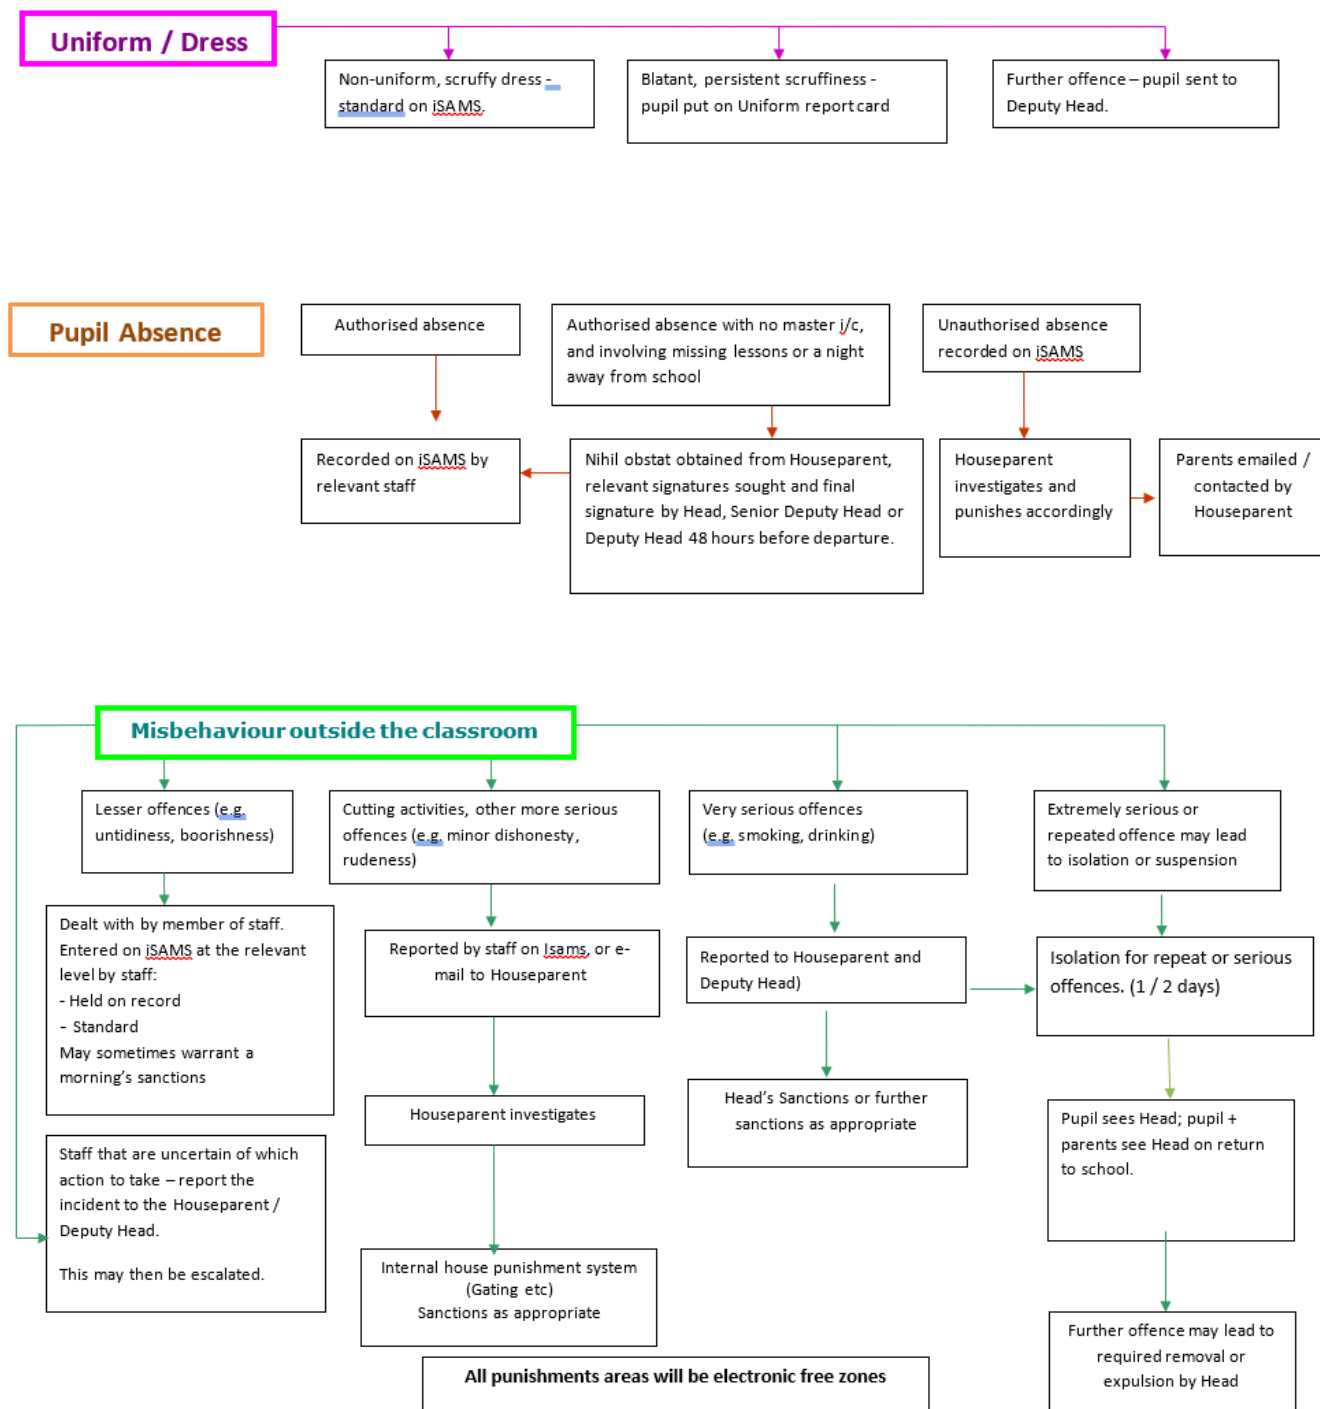 Uniform / Dress
Non-uniform, scruffy dress -
standard on iSAMS.
Blatant, persistent scruffiness -
pupil put on Uniform report card
Further offence – pupil sent to
Deputy Head.
Pupil Absence
Authorised absence
Authorised absence with no master i/c,
and involving missing lessons or a night
away from school
Unauthorised absence
recorded on iSAMS
Recorded on iSAMS by
relevant staff
Nihil obstat obtained from Houseparent,
relevant signatures sought and final
signature by Head, Senior Deputy Head or
Deputy Head 48 hours before departure.
Houseparent
investigates and
punishes accordingly
Parents emailed /
contacted by
Houseparent
Misbehaviour outside the classroom
Lesser offences (e.g.
untidiness, boorishness)
Cutting activities, other more serious
offences (e.g. minor dishonesty,
rudeness)
Very serious offences
(e.g. smoking, drinking)
Extremely serious or
repeated offence may lead
to isolation or suspension
Dealt with by member of staff.
Entered on iSAMS at the relevant
level by staff:
- Held on record
- Standard
May sometimes warrant a
morning's sanctions
Reported by staff on Isams, or e-
mail to Houseparent
Reported to Houseparent and
Deputy Head)
Isolation for repeat or serious
offences. (1 / 2 days)
Houseparent investigates
Head's Sanctions or further
sanctions as appropriate
Pupil sees Head; pupil +
parents see Head on return
to school.
Staff that are uncertain of which
action to take – report the
incident to the Houseparent /
Deputy Head.
This may then be escalated.
Internal house punishment system
(Gating etc)
Sanctions as appropriate
Further offence may lead to
required removal or
expulsion by Head
All punishments areas will be electronic free zones